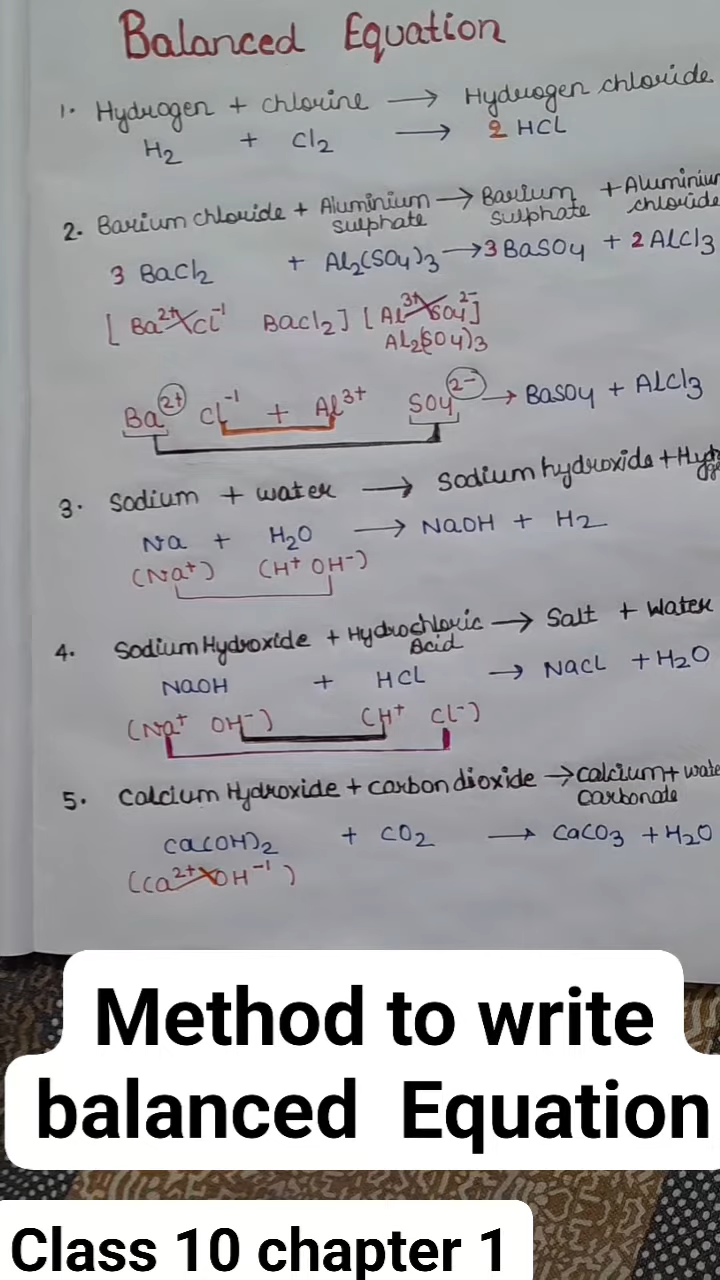 Balanced Equation
1. Hydrogen + chlorine → Hydrogen chloride
H2 + Cl2 → 2 HCL
2. Barium chloride + Aluminium sulphate → Barium sulphate + Aluminium chloride
3 BaCl2 + Al2(SO4)3 → 3 BaSO4 + 2 AlCl3
[ Ba2+ Cl-1 BaCl2 ] [ Al3+ SO4 2- ]
Al2(SO4)3
Ba2+ Cl-1 + Al3+ SO4 2- → BaSO4 + AlCl3
3. Sodium + water → Sodium hydroxide +
Na + H2O → NaOH + H2
(Na+) (H+ OH-)
4. Sodium Hydroxide + Hydrochloric Acid → Salt + Water
NaOH + HCL → NaCL + H2O
(Na+ OH-) (H+ Cl-)
5. Calcium Hydroxide + carbon dioxide → calcium carbonate + wate
Ca(OH)2 + CO2 → CaCO3 + H2O
((Ca2+ OH-1 )
Method to write
balanced Equation
Class 10 chapter 1